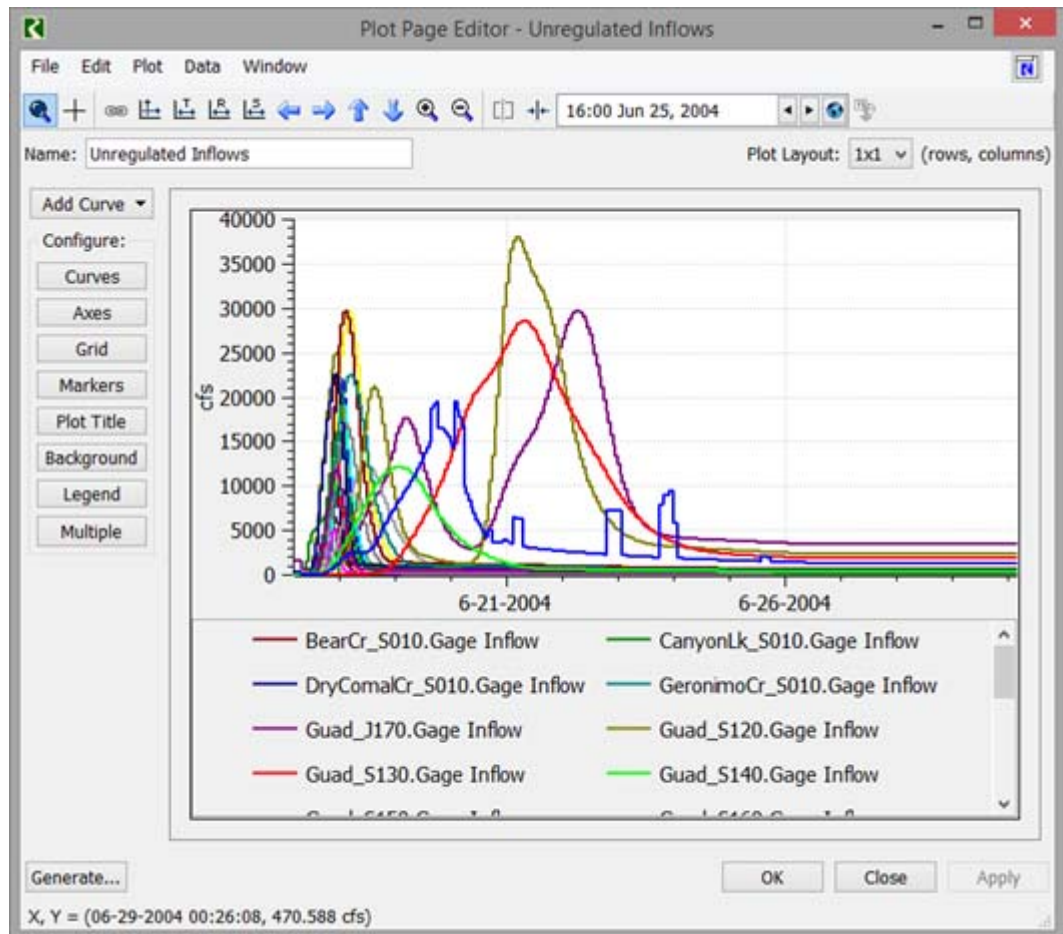 Plot Page Editor - Unregulated Inflows
File Edit Plot Data Window
16:00 Jun 25, 2004
Name: Unregulated Inflows Plot Layout: 1x1 (rows, columns)
Add Curve
Configure:
Curves
Axes
Grid
Markers
Plot Title
Background
Legend
Multiple
cfs
40000
35000
30000
25000
20000
15000
10000
5000
0
6-21-2004 6-26-2004
BearCr_S010.Gage Inflow CanyonLk_S010.Gage Inflow
DryComalCr_S010.Gage Inflow GeronimoCr_S010.Gage Inflow
Guad_J170.Gage Inflow Guad_S120.Gage Inflow
Guad_S130.Gage Inflow Guad_S140.Gage Inflow
Generate... OK Close Apply
X, Y = (06-29-2004 00:26:08, 470.588 cfs)